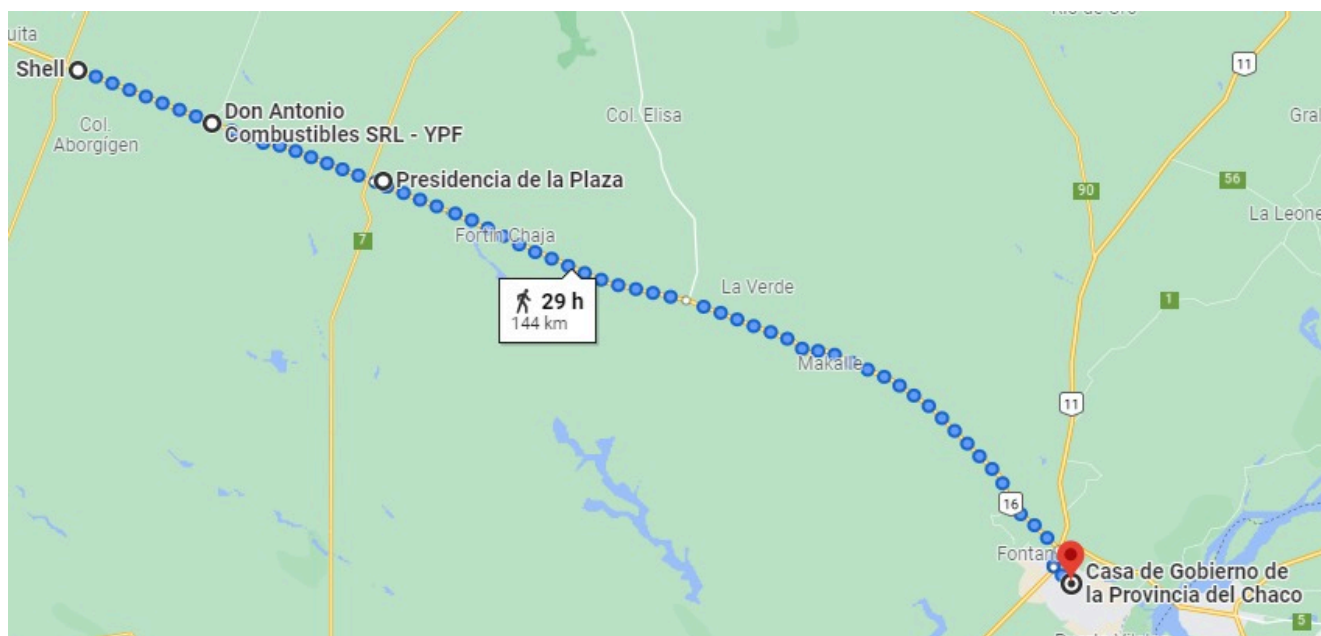 uita
Shell
Col.
Aborgígen
Don Antonio
Combustibles SRL - YPF
Col. Elisa
11
Gral
Presidencia de la Plaza
90
56
La Leone
7
Fortín Chaja
29 h
144 km
La Verde
1
Makalle
11
16
Fontan
Casa de Gobierno de
la Provincia del Chaco
5